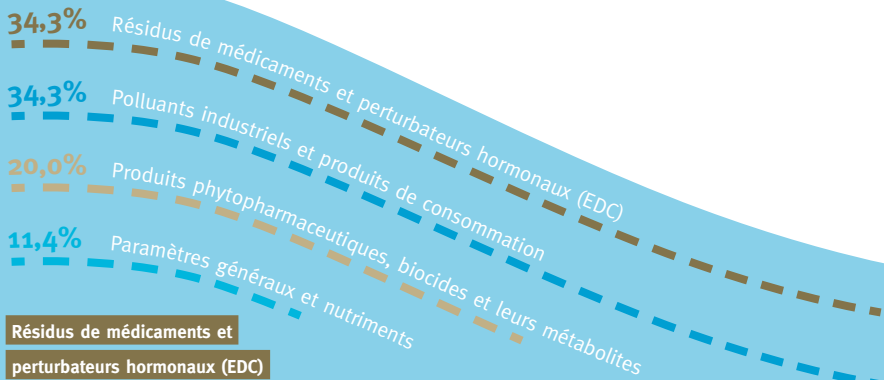 34,3% Résidus de médicaments et perturbateurs hormonaux (EDC)
34,3% Polluants industriels et produits de consommation
20,0% Produits phytopharmaceutiques, biocides et leurs métabolites
11,4% Paramètres généraux et nutriments
Résidus de médicaments et
perturbateurs hormonaux (EDC)